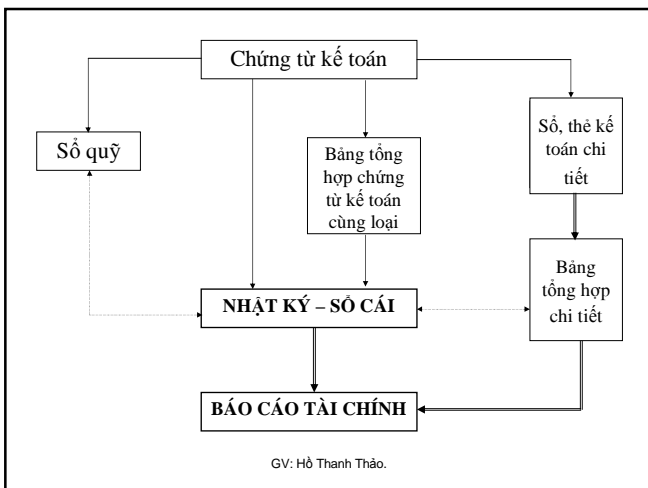 Chứng từ kế toán
Sổ quỹ
Bảng tổng
hợp chứng
từ kế toán
cùng loại
Sổ, thẻ kế
toán chi
tiết
Bảng
tổng hợp
chi tiết
NHẬT KÝ – SỔ CÁI
BÁO CÁO TÀI CHÍNH
GV: Hồ Thanh Thảo.